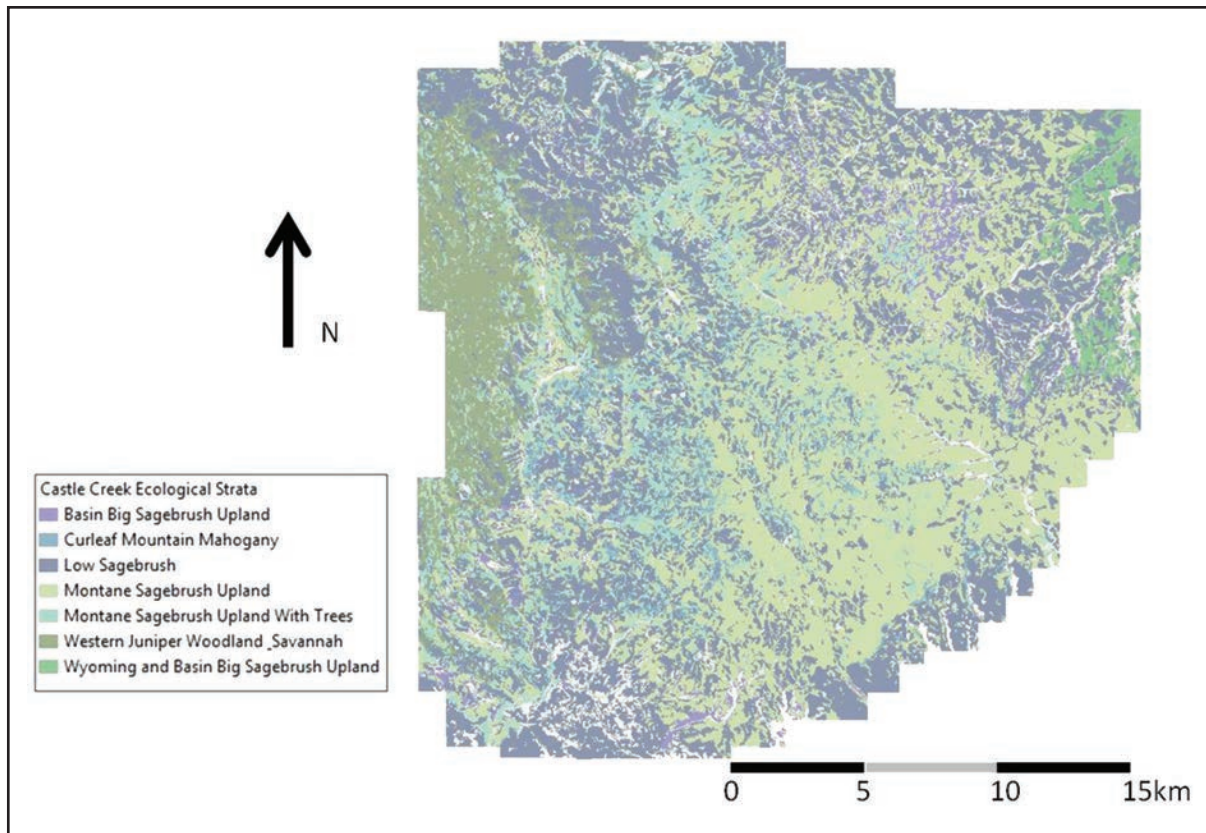 N
Castle Creek Ecological Strata
Basin Big Sagebrush Upland
Curleaf Mountain Mahogany
Low Sagebrush
Montane Sagebrush Upland
Montane Sagebrush Upland With Trees
Western Juniper Woodland _Savannah
Wyoming and Basin Big Sagebrush Upland
0 5 10 15km